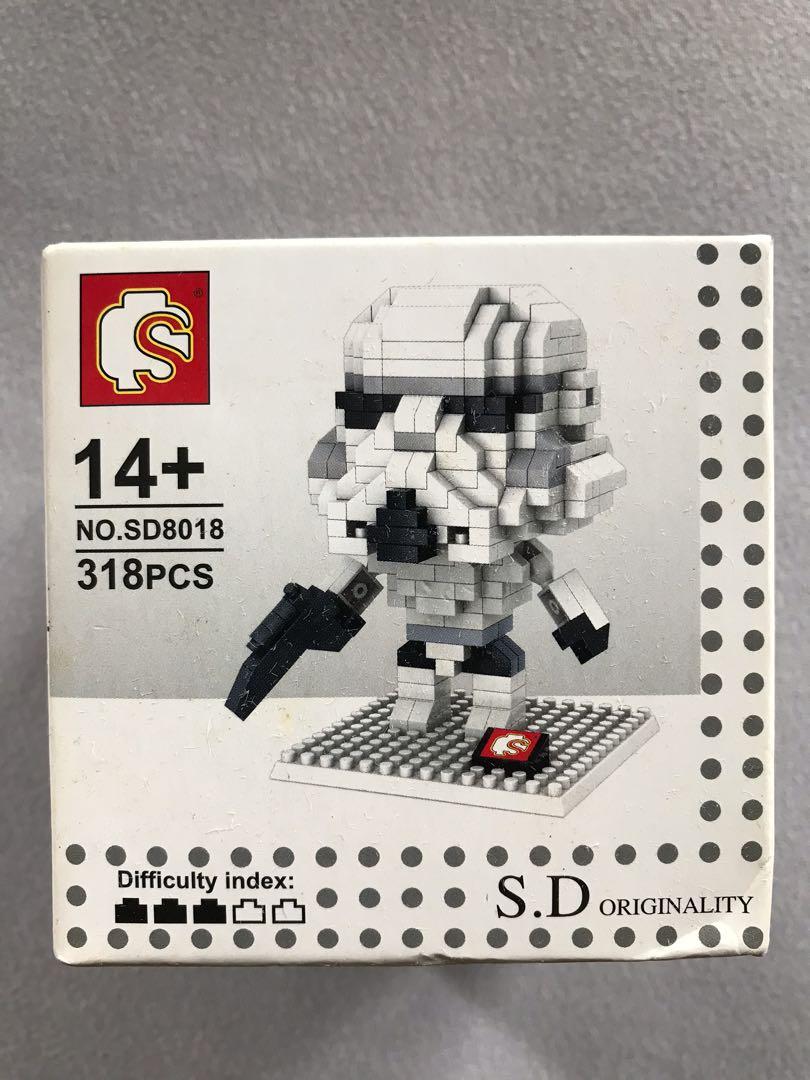 ®
14+
NO.SD8018
318PCS
Difficulty index:
S.D ORIGINALITY